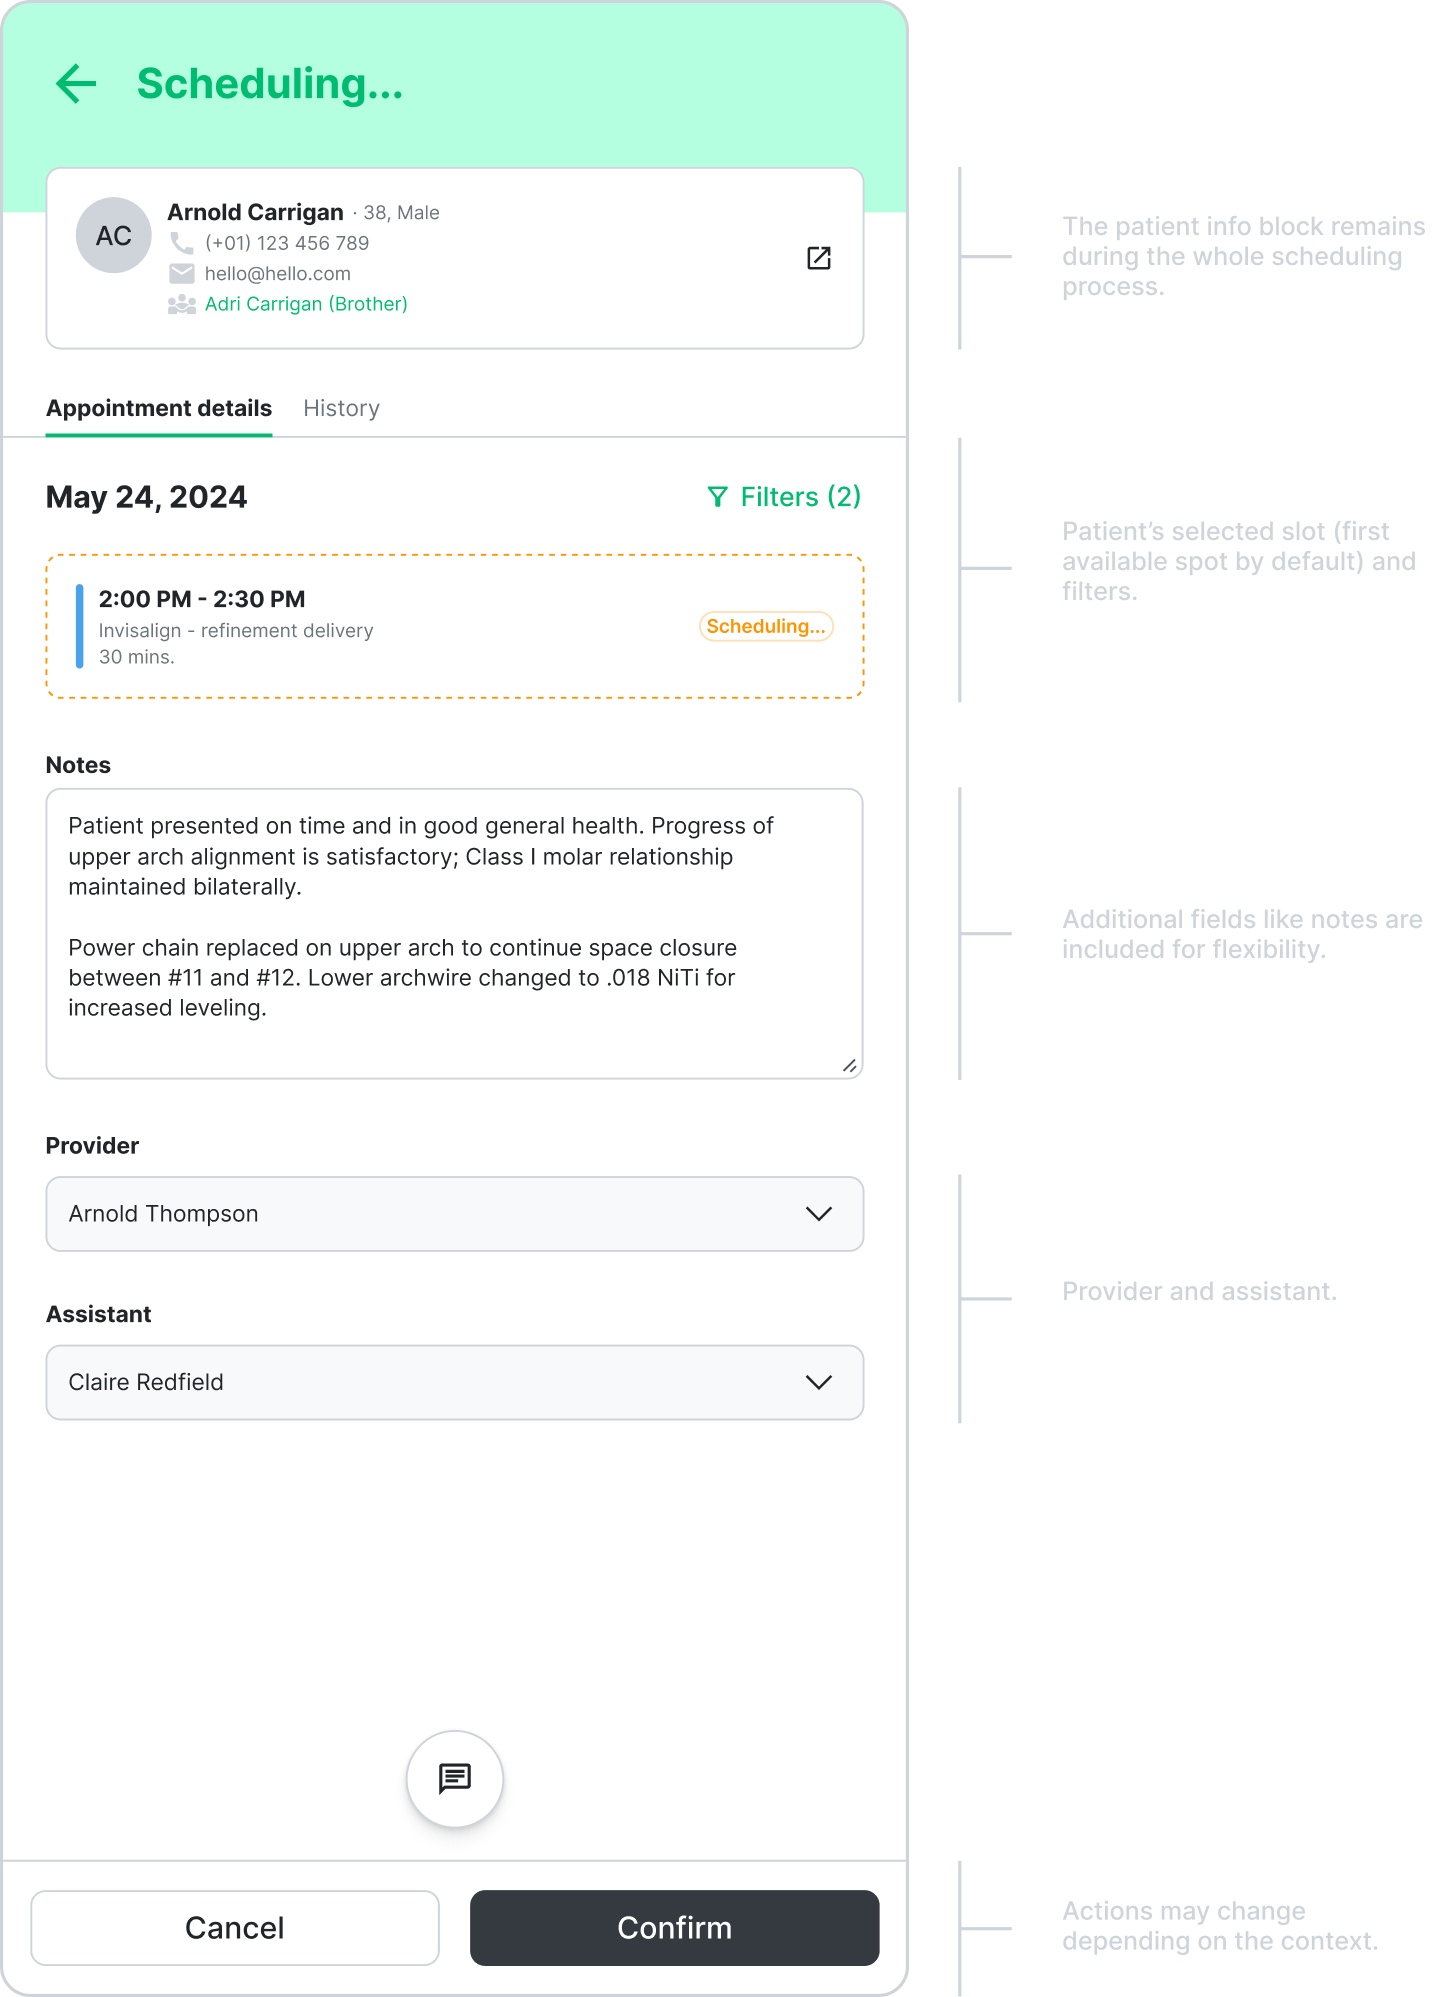 Scheduling...
AC
Arnold Carrigan · 38, Male
(+01) 123 456 789
hello@hello.com
Adri Carrigan (Brother)
The patient info block remains
during the whole scheduling
process.
Appointment details
History
May 24, 2024
Filters (2)
2:00 PM - 2:30 PM
Invisalign - refinement delivery
30 mins.
Scheduling...
Patient’s selected slot (first
available spot by default) and
filters.
Notes
Patient presented on time and in good general health. Progress of
upper arch alignment is satisfactory; Class I molar relationship
maintained bilaterally.
Power chain replaced on upper arch to continue space closure
between #11 and #12. Lower archwire changed to .018 NiTi for
increased leveling.
Additional fields like notes are
included for flexibility.
Provider
Arnold Thompson
Assistant
Claire Redfield
Provider and assistant.
Cancel
Confirm
Actions may change
depending on the context.